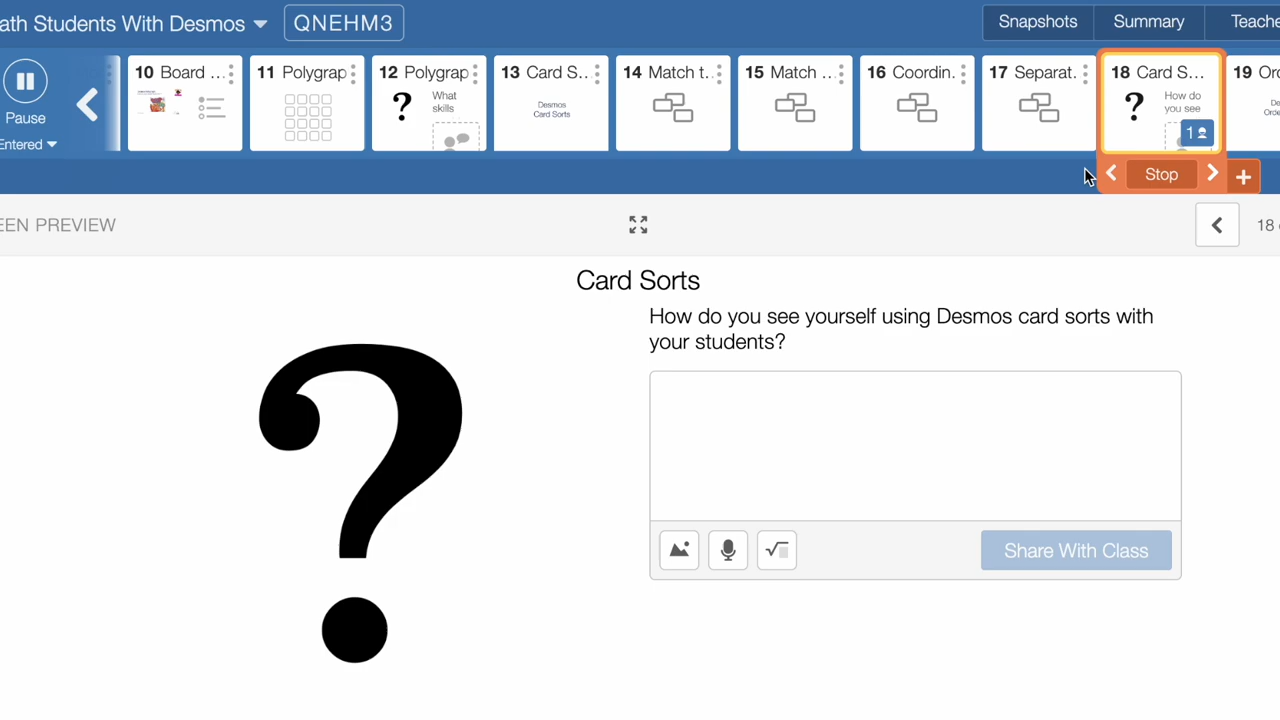 ath Students With Desmos
QNEHM3
Snapshots
Summary
Teache
Pause
Entered
10 Board ...
11 Polygrap
12 Polygrap
?
What
skills
13 Card S..
Desmos
Card Sorts
14 Match t..
15 Match ..
16 Coordin.
17 Separat.
18 Card S...
?
How do
you see
1
19 Or
De
Orde
Stop
+
EEN PREVIEW
18
Card Sorts
How do you see yourself using Desmos card sorts with
your students?
?
√
Share With Class